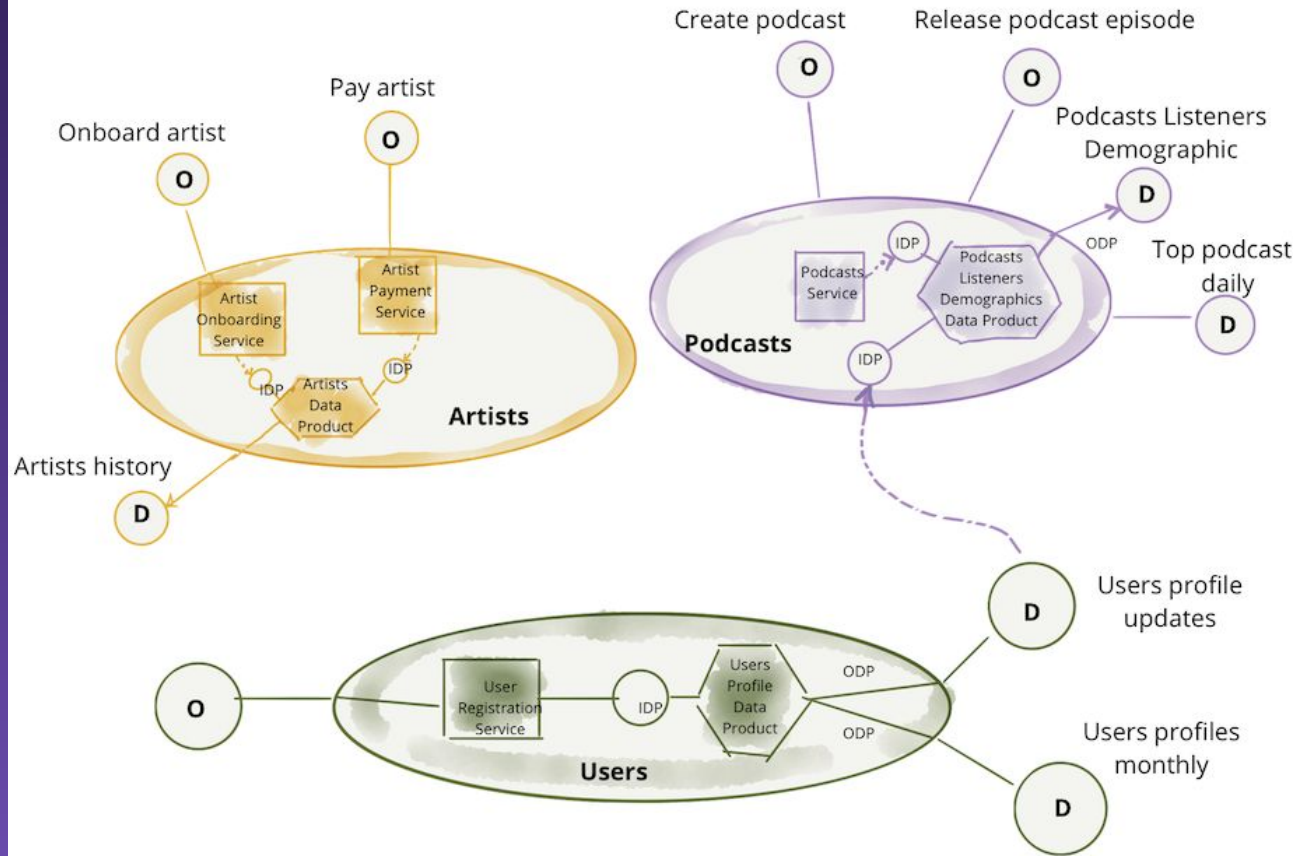 Create podcast
Release podcast episode
O
O
Pay artist
O
Onboard artist
O
Podcasts Listeners
Demographic
D
ODP
Top podcast
daily
D
Artist
Onboarding
Service
Artist
Payment
Service
IDP
IDP
Artists
Data
Product
Artists
Artists history
D
Podcasts
Service
IDP
Podcasts
Listeners
Demographics
Data Product
Podcasts
IDP
Users profile
updates
D
O
User
Registration
Service
IDP
Users
Profile
Data
Product
ODP
ODP
Users
Users profiles
monthly
D